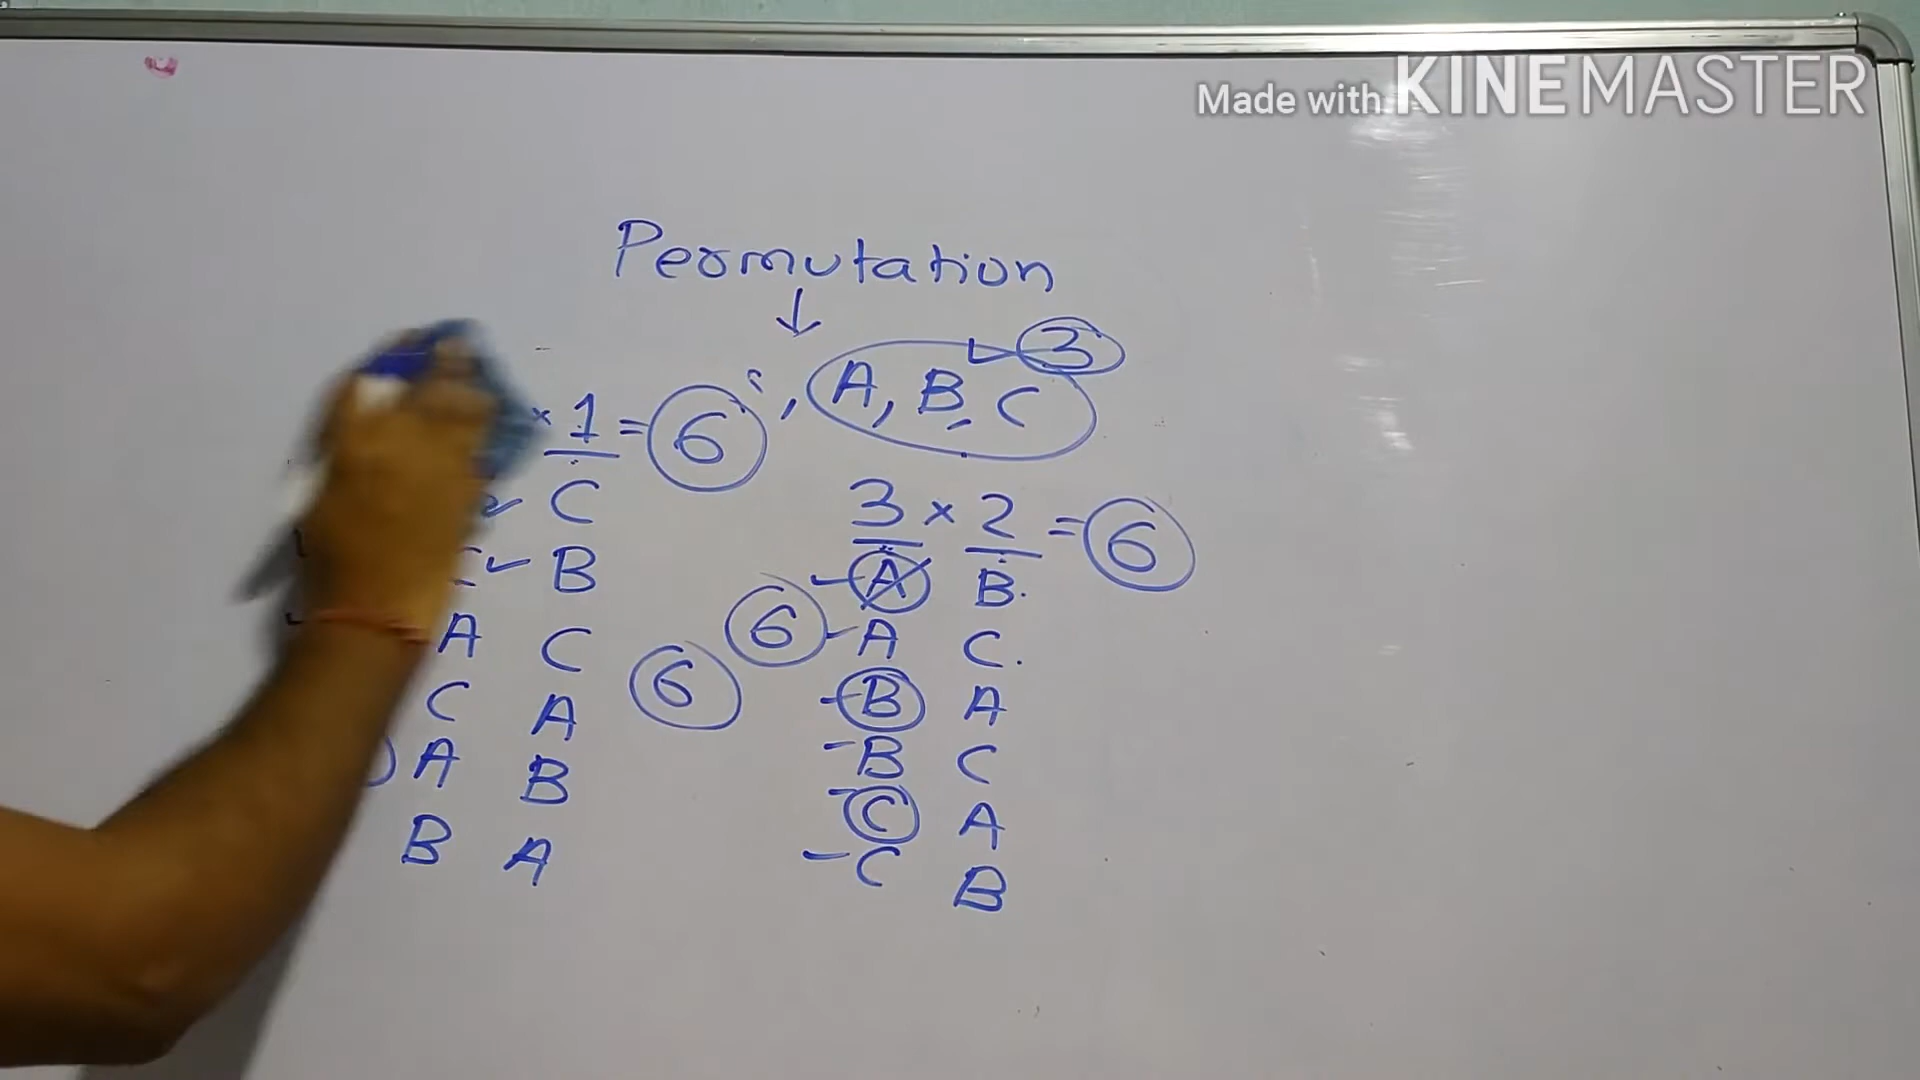 Made with KINEMASTER
Permutation
3
A, B, C
× 1 = 6
C
C B
A C
C A
A B
B A
6
3 × 2 = 6
A B
6
A C
B A
B C
C A
C B